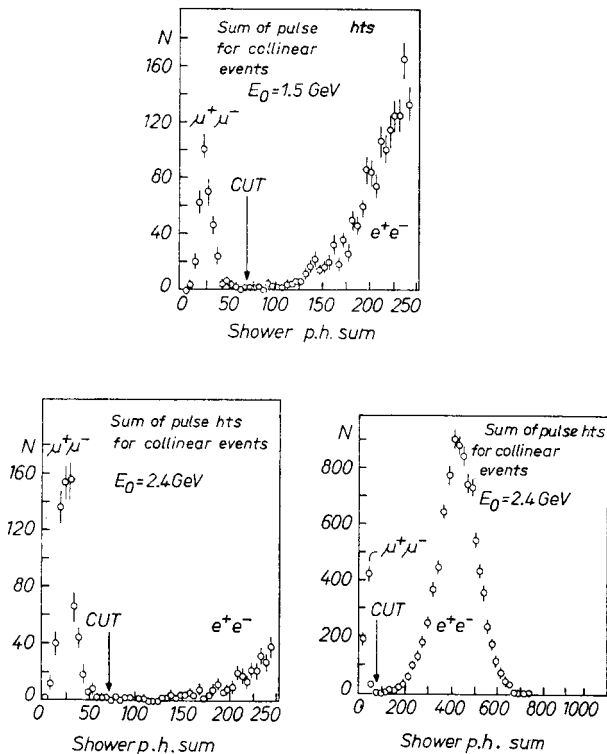 N
Sum of pulse hts
for collinear
events
E₀=1.5 GeV
160
120
80
40
0
μ⁺μ⁻
CUT
e⁺e⁻
0 50 100 150 200 250
Shower p.h. sum
N
μ⁺μ⁻
Sum of pulse hts
for collinear events
E₀=2.4GeV
160
120
80
40
0
CUT
e⁺e⁻
0 50 100 150 200 250
Shower p.h. sum
N
Sum of pulse hts
for collinear
events
E₀=2.4GeV
800
600
400
200
0
μ⁺μ⁻
CUT
e⁺e⁻
0 200 400 600 800 1000
Shower p.h. sum